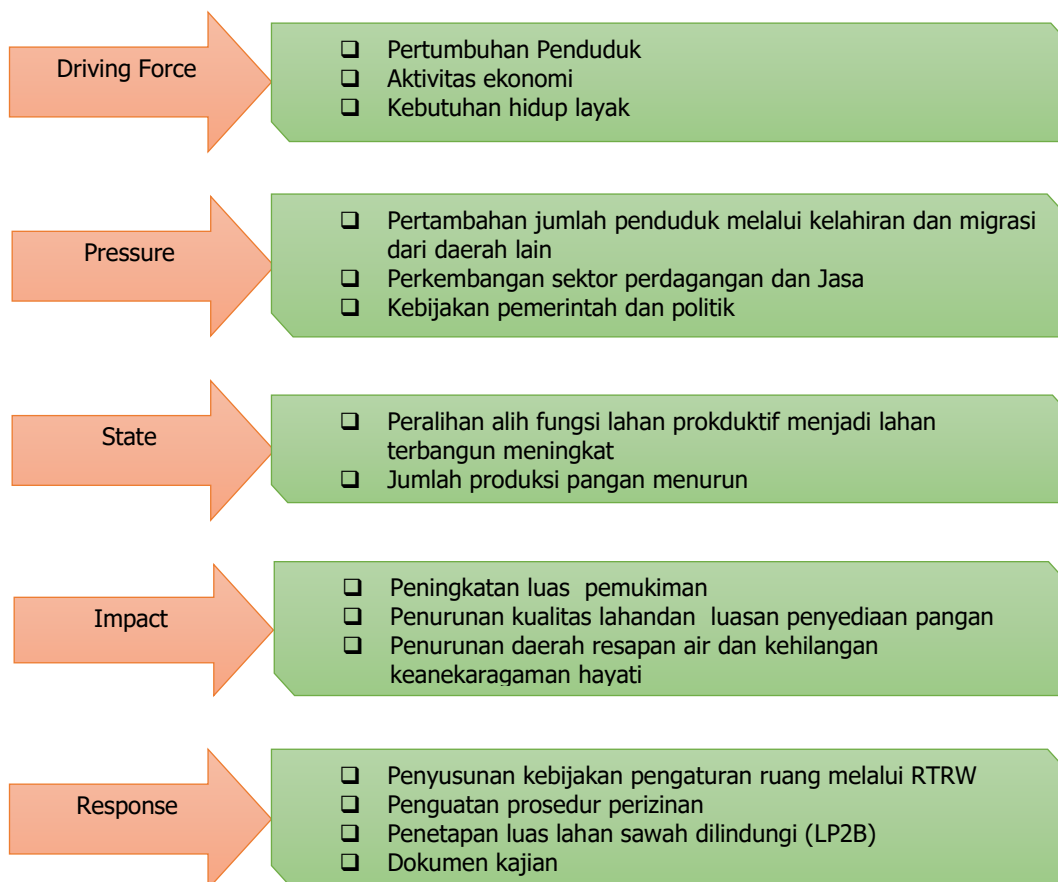 Driving Force
❑ Pertumbuhan Penduduk
❑ Aktivitas ekonomi
❑ Kebutuhan hidup layak
Pressure
❑ Pertambahan jumlah penduduk melalui kelahiran dan migrasi
dari daerah lain
❑ Perkembangan sektor perdagangan dan Jasa
❑ Kebijakan pemerintah dan politik
State
❑ Peralihan alih fungsi lahan prokduktif menjadi lahan
terbangun meningkat
❑ Jumlah produksi pangan menurun
Impact
❑ Peningkatan luas pemukiman
❑ Penurunan kualitas lahandan luasan penyediaan pangan
❑ Penurunan daerah resapan air dan kehilangan
keanekaragaman hayati
Response
❑ Penyusunan kebijakan pengaturan ruang melalui RTRW
❑ Penguatan prosedur perizinan
❑ Penetapan luas lahan sawah dilindungi (LP2B)
❑ Dokumen kajian